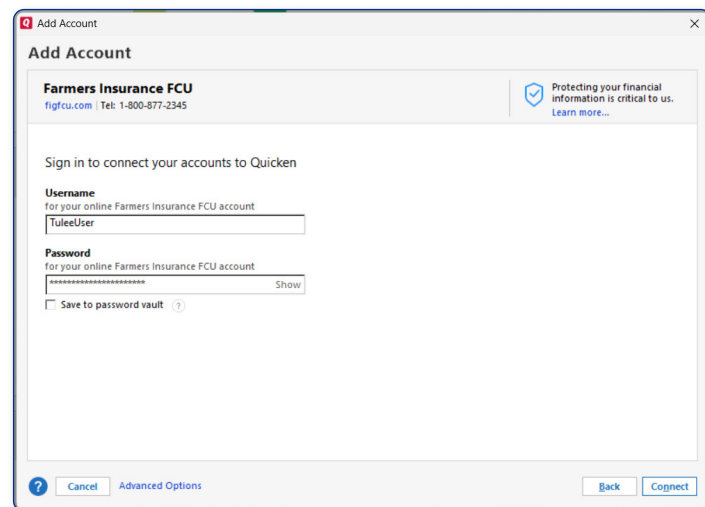 Add Account
Add Account
Farmers Insurance FCU
figfcu.com | Tel: 1-800-877-2345
Protecting your financial
information is critical to us.
Learn more...
Sign in to connect your accounts to Quicken
Username
for your online Farmers Insurance FCU account
TuleeUser
Password
for your online Farmers Insurance FCU account
********************** Show
Save to password vault ?
? Cancel Advanced Options Back Connect